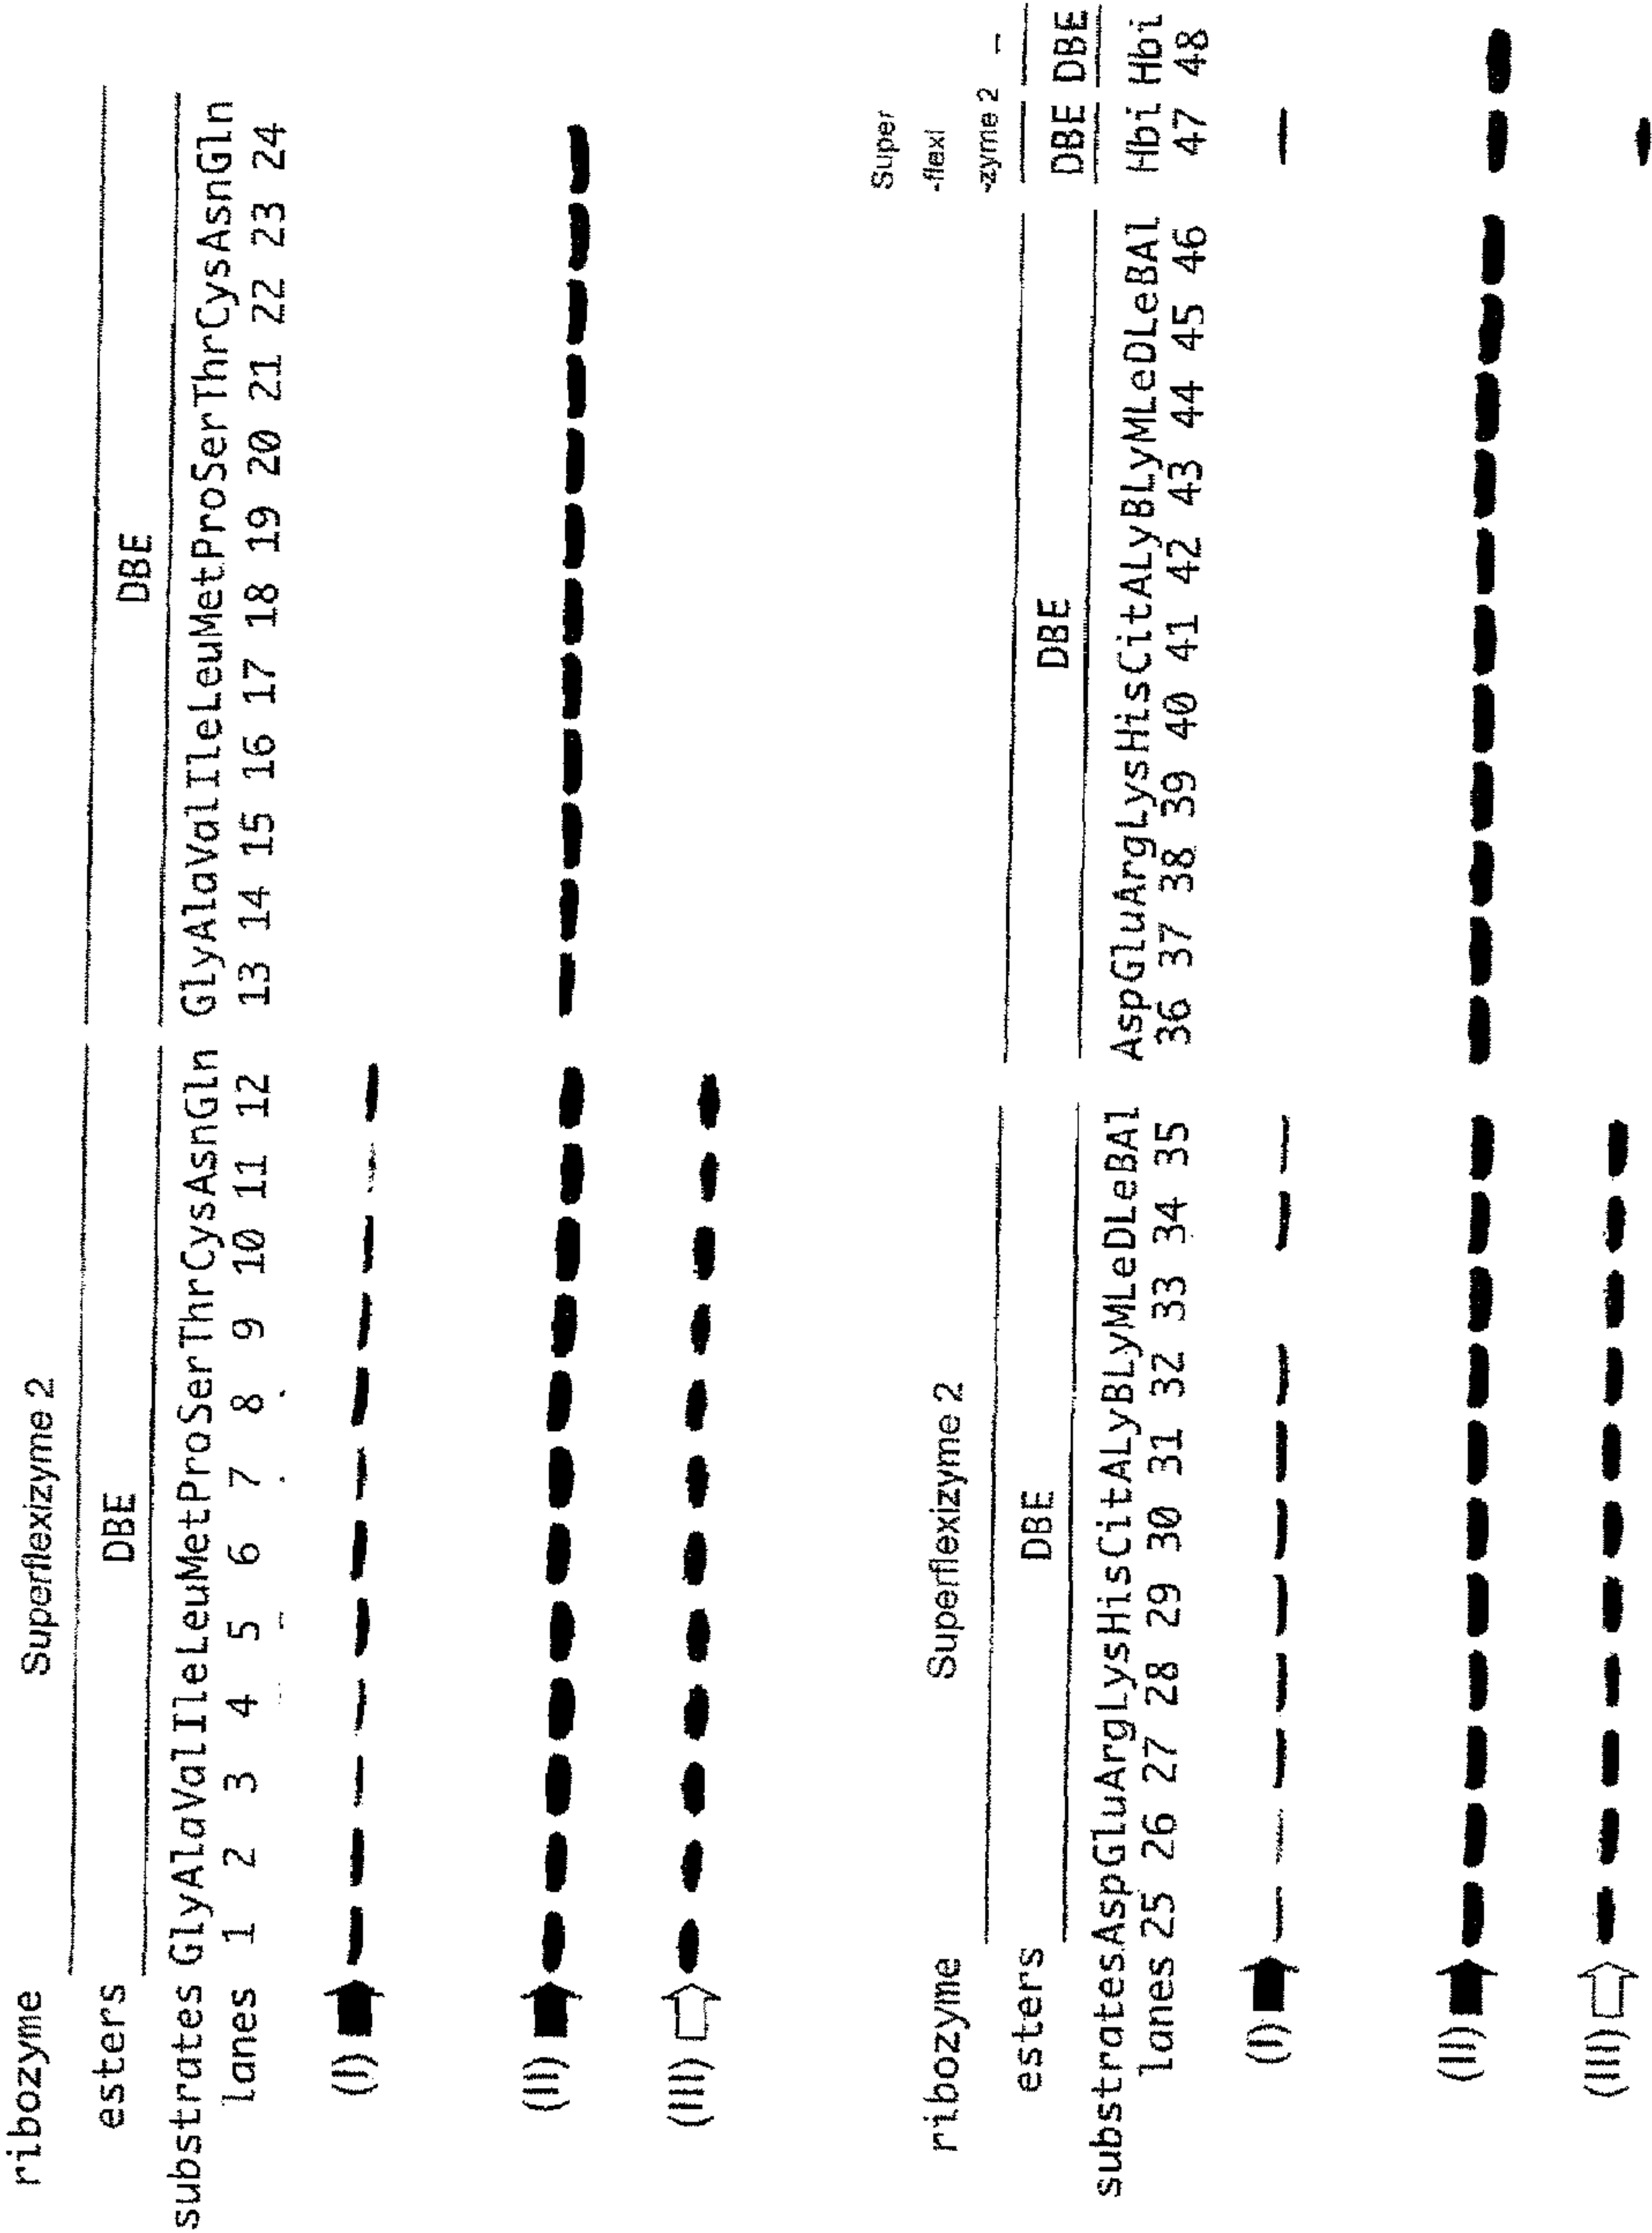 ribozyme Superflexizyme 2
esters DBE DBE
substrates GlyAlaValIleLeuMetProSerThrCysAsnGln GlyAlaValIleLeuMetProSerThrCysAsnGln
lanes 1 2 3 4 5 6 7 8 9 10 11 12 13 14 15 16 17 18 19 20 21 22 23 24
(I)
(II)
(III)
Super
-flexi
ribozyme Superflexizyme 2 -zyme 2 –
esters DBE DBE DBE DBE
substratesAspGluArgLysHisCitALyBLyMLeDLeBAl AspGluArgLysHisCitALyBLyMLeDLeBAl Hbi Hbi
lanes 25 26 27 28 29 30 31 32 33 34 35 36 37 38 39 40 41 42 43 44 45 46 47 48
(I)
(II)
(III)